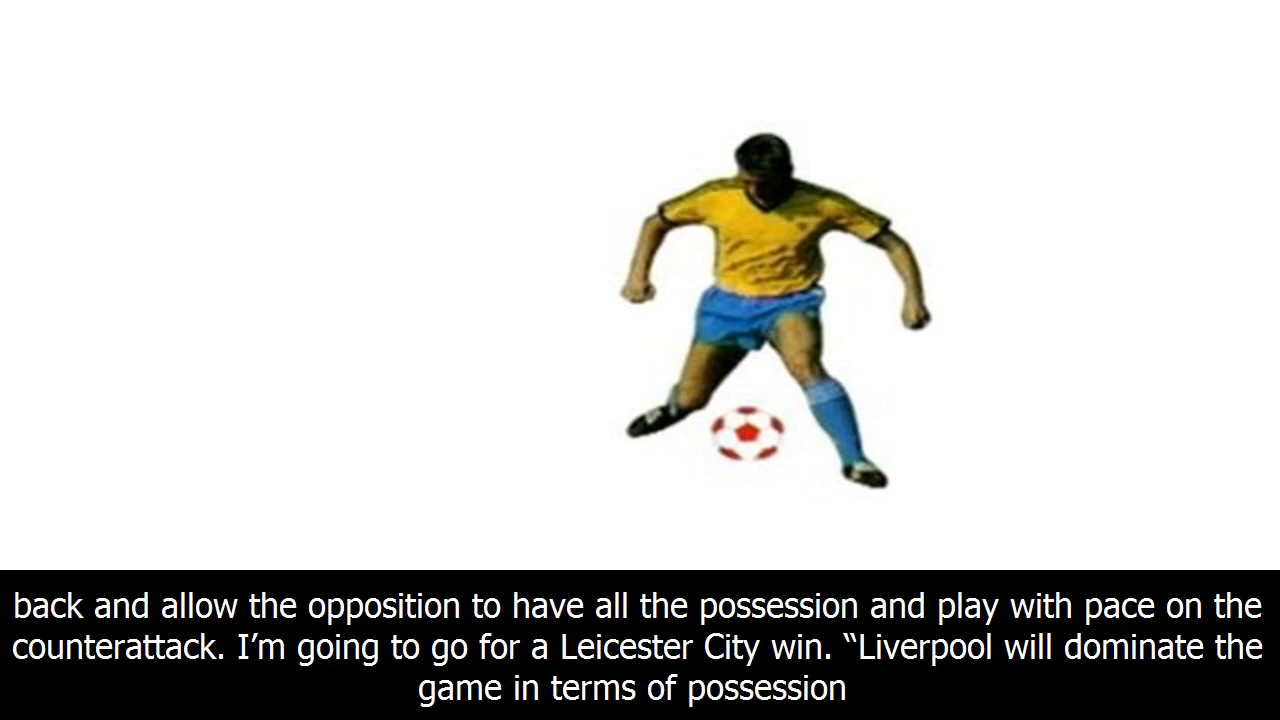 back and allow the opposition to have all the possession and play with pace on the
counterattack. I’m going to go for a Leicester City win. “Liverpool will dominate the
game in terms of possession